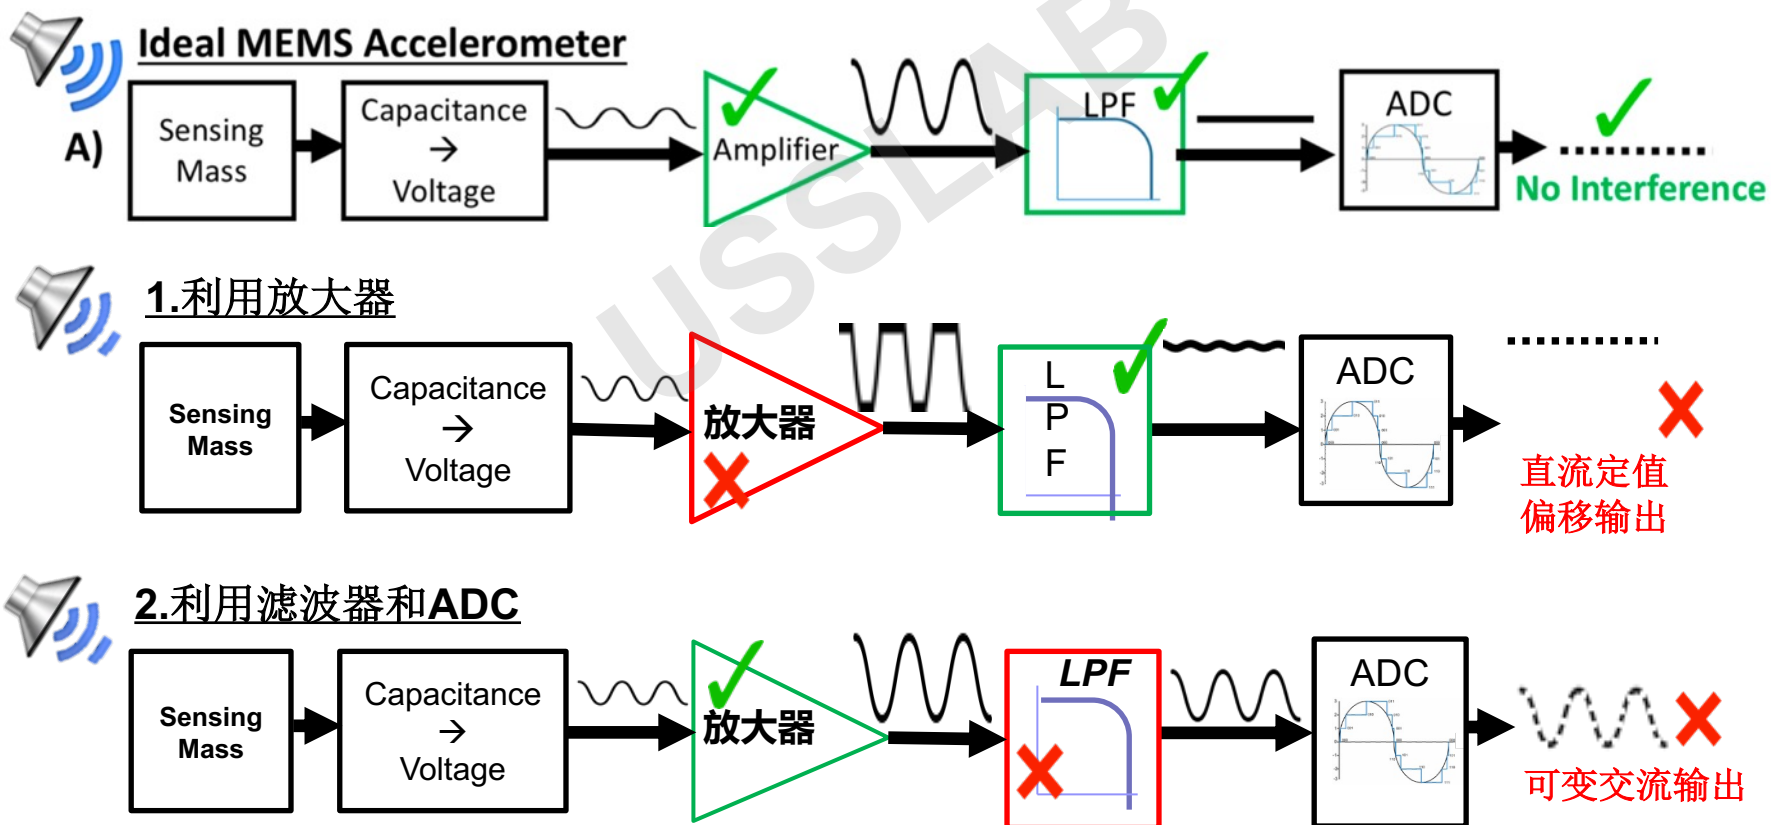 Ideal MEMS Accelerometer
A)
Sensing
Mass
Capacitance
→
Voltage
Amplifier
LPF
ADC
No Interference
USSLAB
1.利用放大器
Sensing
Mass
Capacitance
→
Voltage
放大器
L
P
F
ADC
直流定值
偏移输出
2.利用滤波器和ADC
Sensing
Mass
Capacitance
→
Voltage
放大器
LPF
ADC
可变交流输出